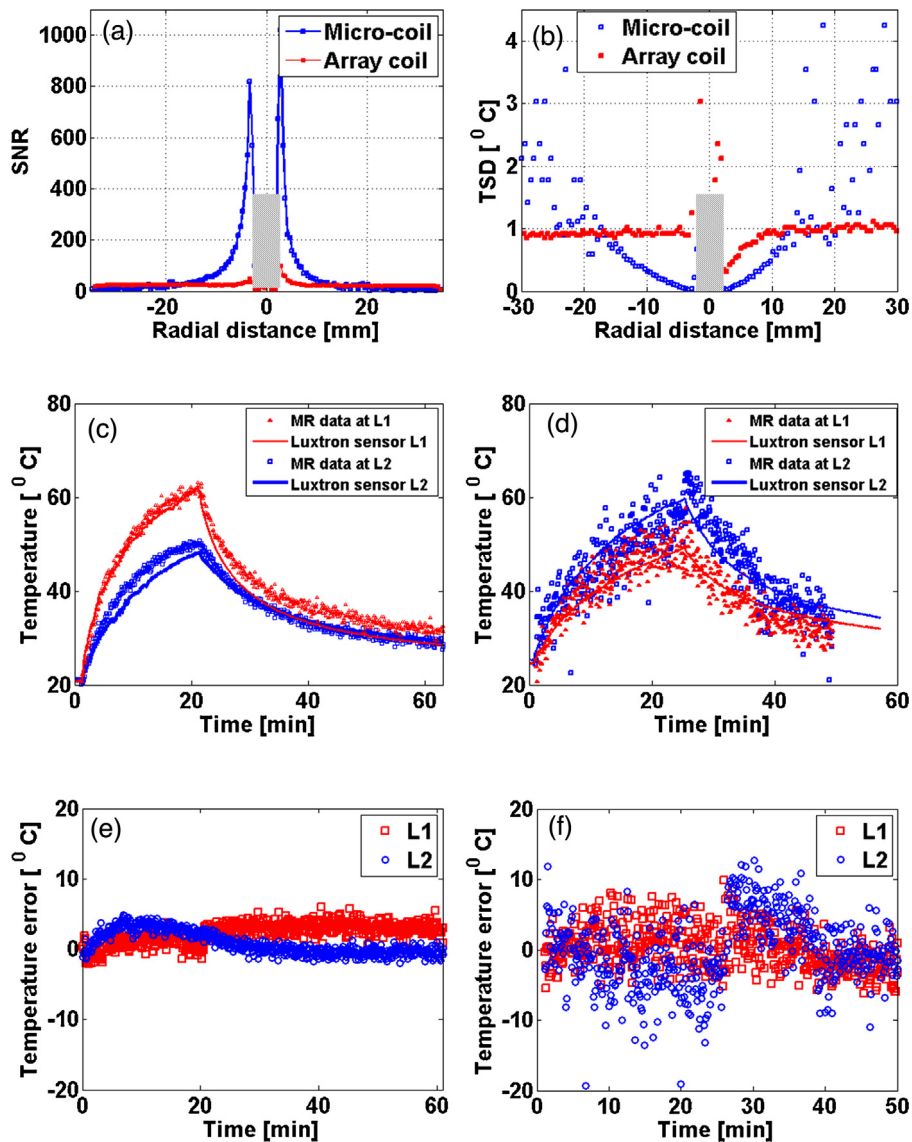 (a)
Micro-coil
Array coil
1000
800
600
400
200
0
SNR
-20
0
20
Radial distance [mm]
(b)
Micro-coil
Array coil
4
3
2
1
0
TSD [ ⁰ C]
-30
-20
-10
0
10
20
30
Radial distance [mm]
(c)
MR data at L1
Luxtron sensor L1
MR data at L2
Luxtron sensor L2
80
60
40
20
Temperature [ ⁰ C]
0
20
40
60
Time [min]
(d)
MR data at L1
Luxtron sensor L1
MR data at L2
Luxtron sensor L2
80
60
40
20
Temperature [ ⁰ C]
0
20
40
60
Time [min]
(e)
L1
L2
20
10
0
-10
-20
Temperature error [ ⁰ C]
0
20
40
60
Time [min]
(f)
L1
L2
20
10
0
-10
-20
Temperature error [ ⁰ C]
0
10
20
30
40
50
Time [min]